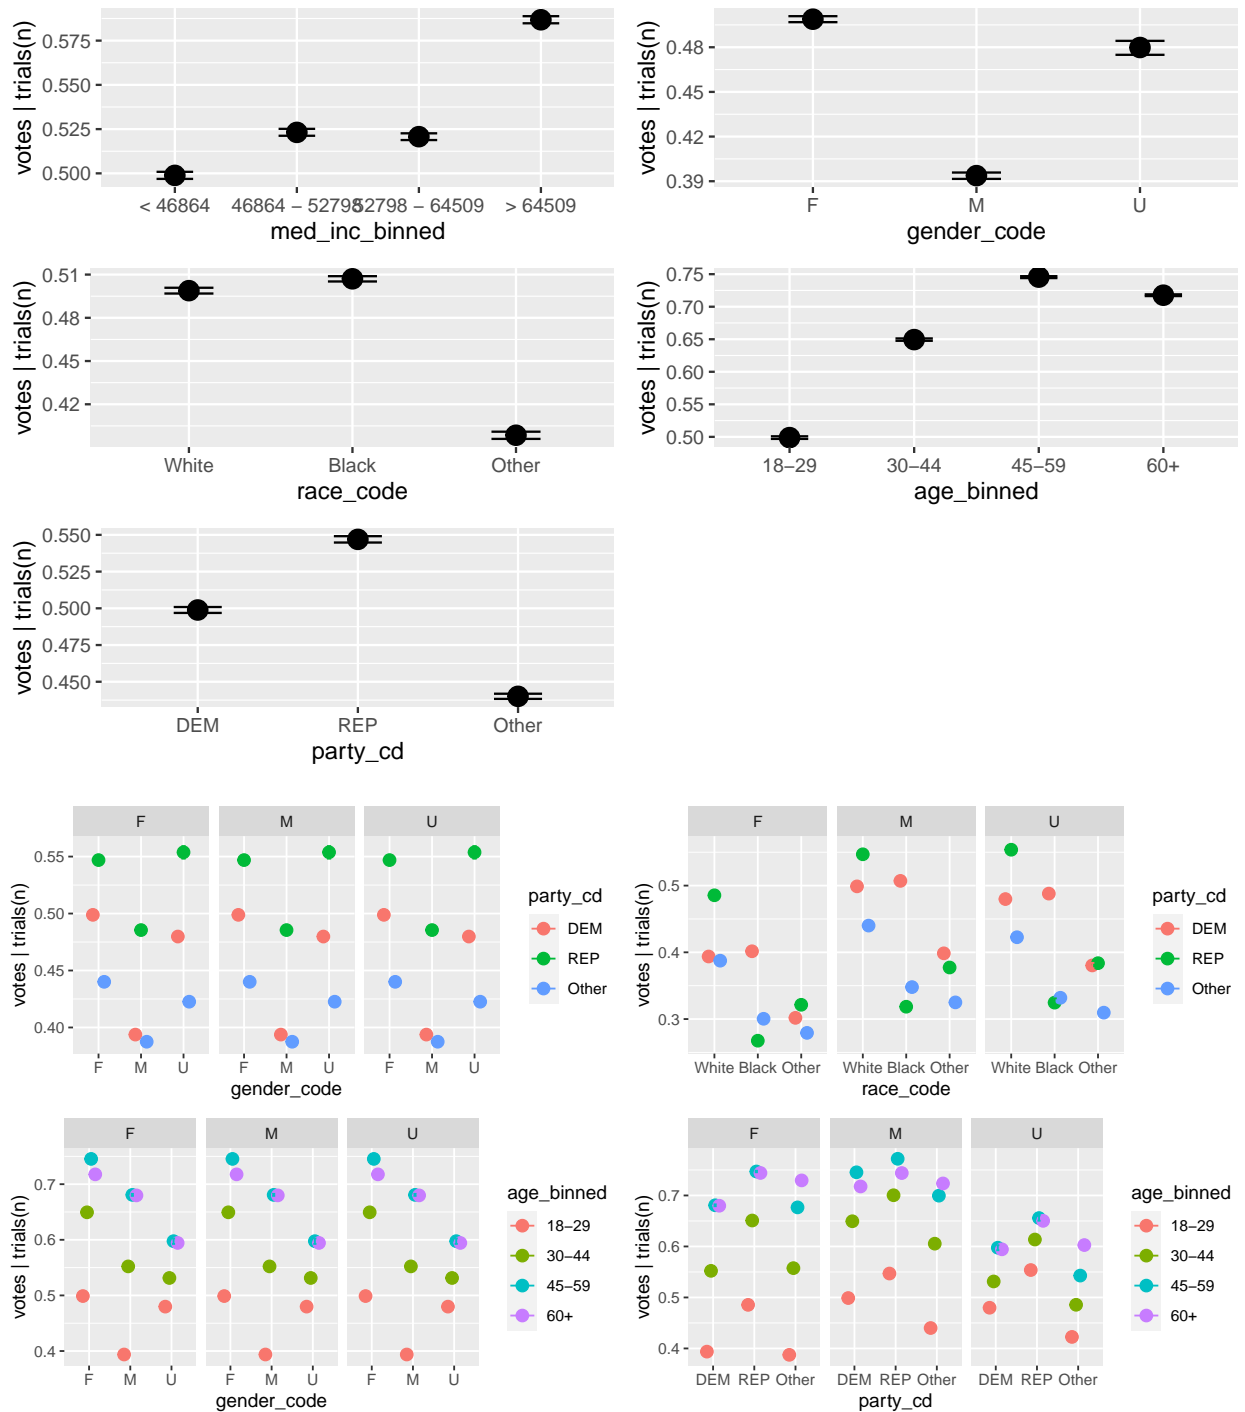 votes | trials(n)
0.575
0.550
0.525
0.500
< 46864
46864 − 52798
52798 − 64509
> 64509
med_inc_binned
votes | trials(n)
0.48
0.45
0.42
0.39
F M U
gender_code
votes | trials(n)
0.51
0.48
0.45
0.42
White Black Other
race_code
votes | trials(n)
0.75
0.70
0.65
0.60
0.55
0.50
18−29 30−44 45−59 60+
age_binned
votes | trials(n)
0.550
0.525
0.500
0.475
0.450
DEM REP Other
party_cd
F M U
votes | trials(n)
0.55
0.50
0.45
0.40
F M U F M U F M U
gender_code
party_cd
DEM
REP
Other
F M U
votes | trials(n)
0.5
0.4
0.3
White Black Other White Black Other White Black Other
race_code
party_cd
DEM
REP
Other
F M U
votes | trials(n)
0.7
0.6
0.5
0.4
F M U F M U F M U
gender_code
age_binned
18−29
30−44
45−59
60+
F M U
votes | trials(n)
0.7
0.6
0.5
0.4
DEM REP Other DEM REP Other DEM REP Other
party_cd
age_binned
18−29
30−44
45−59
60+